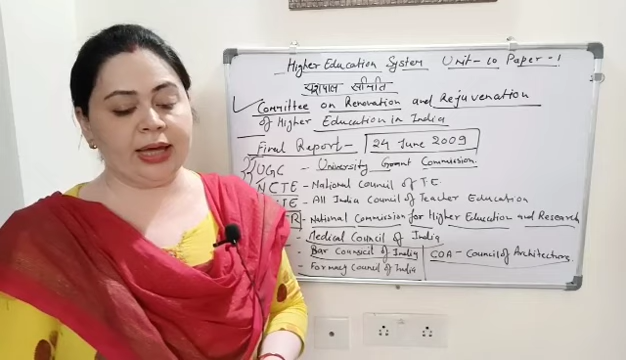 Higher Education System Unit-10 Paper-1
यशपाल समिति
Committee on Renovation and Rejuvenation
of Higher Education in India
Final Report- 24 June 2009
UGC - University Grant Commission
NCTE - National Council of T.E.
TE - All India Council of Teacher Education
- National Commission for Higher Education and Research
- Medical Council of India
- Bar Council of India COA - Council of Architectors
- Formacy Council of India